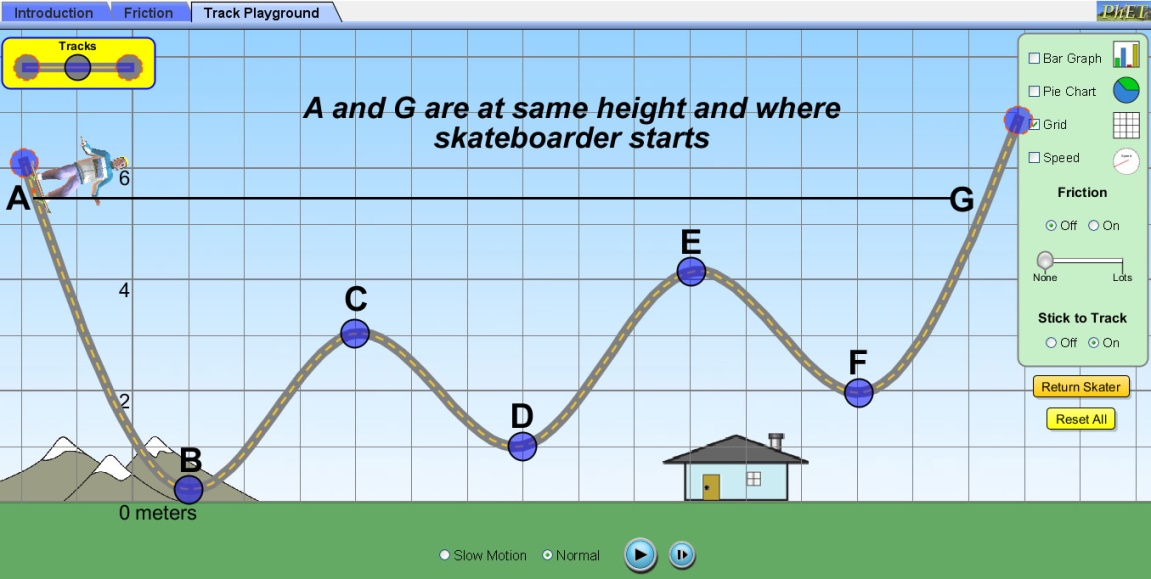 Introduction
Friction
Track Playground
PhET
Tracks
A and G are at same height and where
skateboarder starts
Bar Graph
Pie Chart
Grid
Speed
Friction
Off
On
None
Lots
Stick to Track
Off
On
Return Skater
Reset All
A
G
6
E
4
C
F
2
D
B
0 meters
Slow Motion
Normal